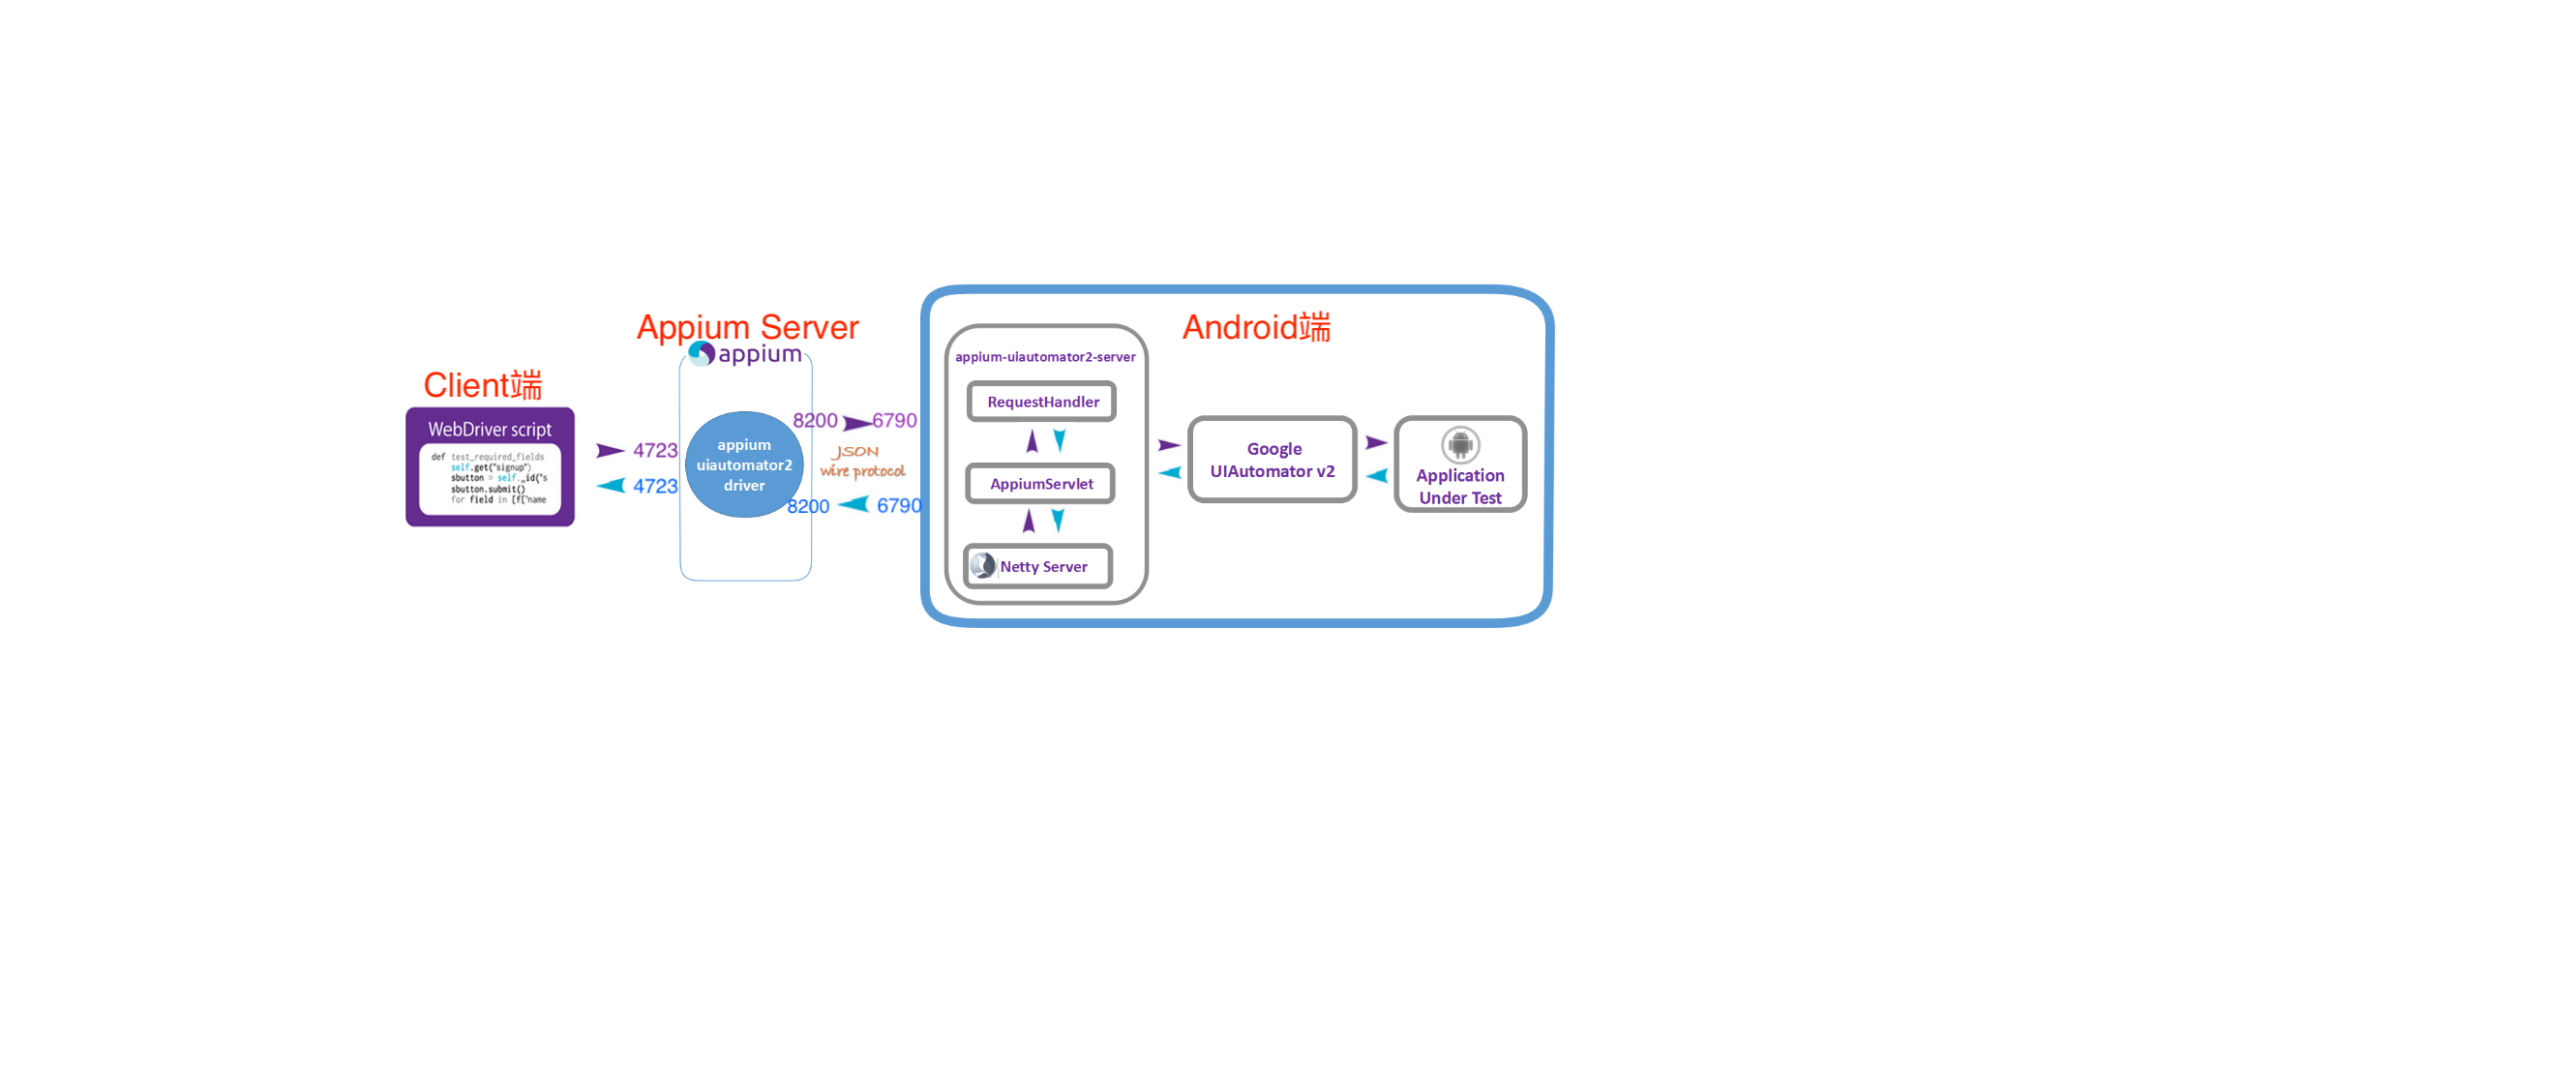 Client端
WebDriver script
def test_required_fields
self.get("signup")
sbutton = self._id("s
sbutton.submit()
for field in [f['name
4723
4723
Appium Server
appium
appium
uiautomator2
driver
8200
6790
JSON
wire protocol
8200
6790
Android端
appium-uiautomator2-server
RequestHandler
AppiumServlet
Netty Server
Google
UIAutomator v2
Application
Under Test